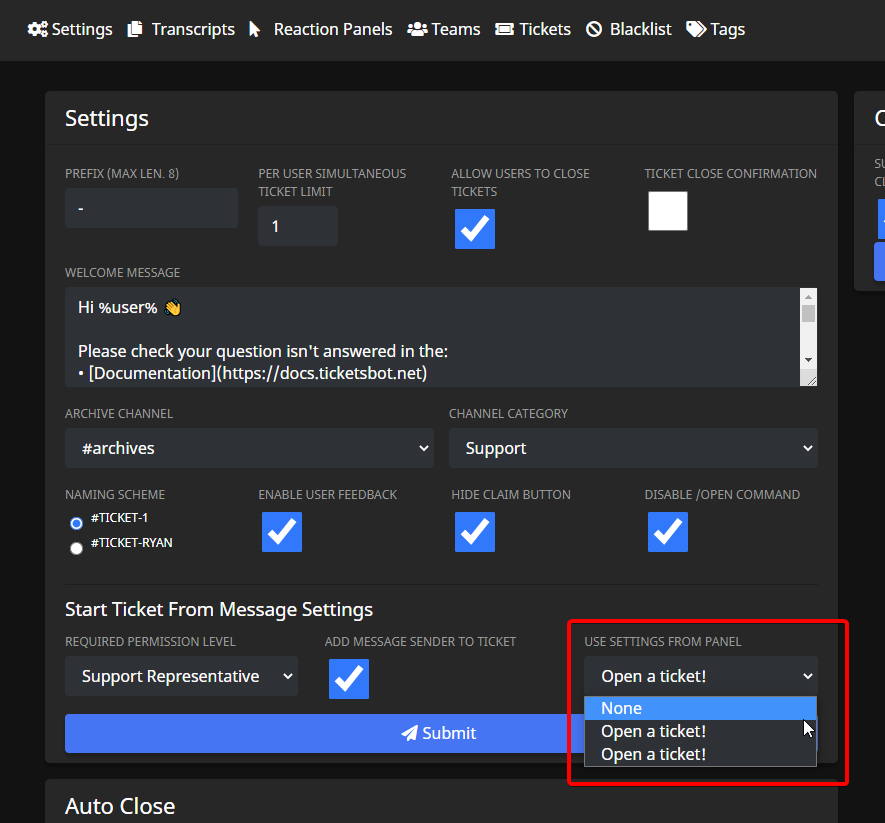 Settings Transcripts Reaction Panels Teams Tickets Blacklist Tags
Settings
PREFIX (MAX LEN. 8)
-
PER USER SIMULTANEOUS
TICKET LIMIT
1
ALLOW USERS TO CLOSE
TICKETS
TICKET CLOSE CONFIRMATION
WELCOME MESSAGE
Hi %user% 👋
Please check your question isn't answered in the:
• [Documentation](https://docs.ticketsbot.net)
ARCHIVE CHANNEL
#archives
CHANNEL CATEGORY
Support
NAMING SCHEME
#TICKET-1
#TICKET-RYAN
ENABLE USER FEEDBACK
HIDE CLAIM BUTTON
DISABLE /OPEN COMMAND
Start Ticket From Message Settings
REQUIRED PERMISSION LEVEL
Support Representative
ADD MESSAGE SENDER TO TICKET
USE SETTINGS FROM PANEL
Open a ticket!
None
Open a ticket!
Open a ticket!
Submit
Auto Close